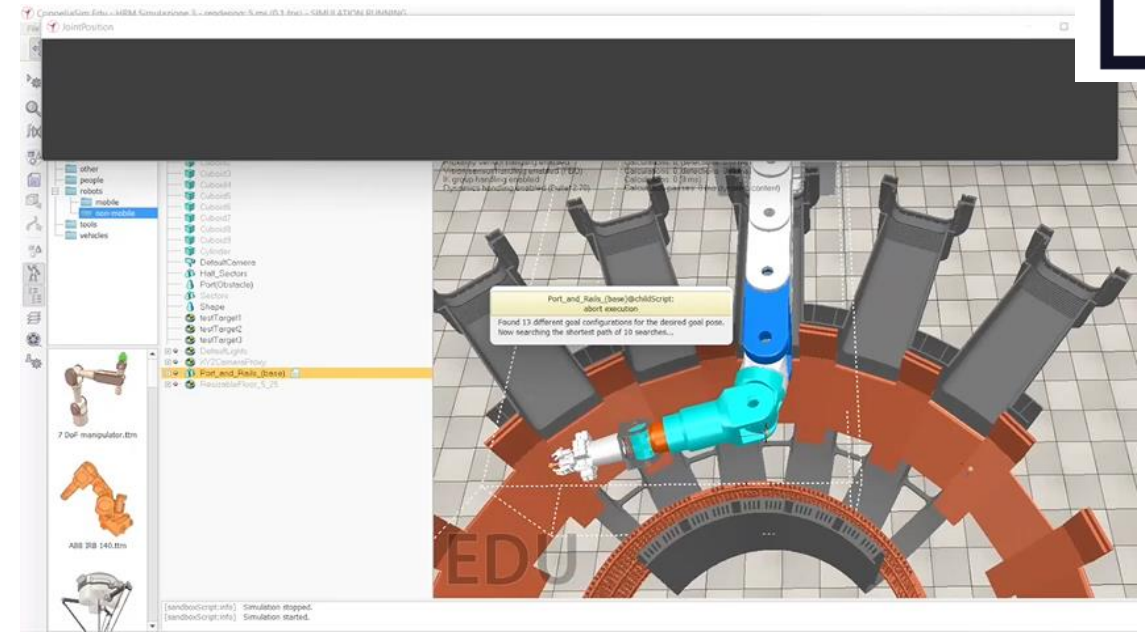 CoppeliaSim Edu - HRM Simulazione 3 - rendering: 5 ms (0.1 fps) - SIMULATION RUNNING
JointPosition
other
people
robots
mobile
non-mobile
tools
vehicles
Cuboid3
Cuboid4
Cuboid5
Cuboid6
Cuboid7
Cuboid8
Cuboid9
Cylinder
DefaultCamera
Half_Sectors
Port(Obstacle)
Sectors
Shape
testTarget1
testTarget2
testTarget3
DefaultLights
XYZCameraProxy
Port_and_Rails_(base)
ResizableFloor_5_25
Port_and_Rails_(base)@childScript:
abort execution
Found 13 different goal configurations for the desired goal pose.
Now searching the shortest path of 10 searches...
7 DoF manipulator.ttm
ABB IRB 140.ttm
EDU
[sandboxScript:info] Simulation stopped.
[sandboxScript:info] Simulation started.